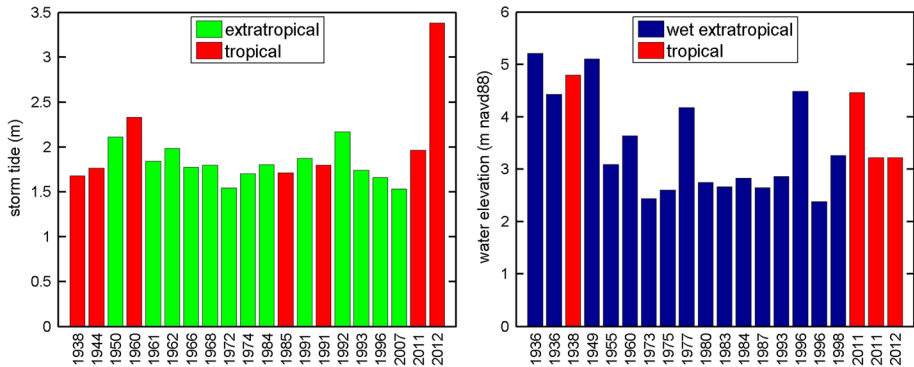 3.5
3
2.5
2
1.5
1
0.5
0
storm tide (m)
extratropical
tropical
1938 1944 1950 1960 1961 1962 1966 1968 1972 1974 1984 1985 1991 1991 1992 1993 1996 2007 2011 2012
6
5
4
3
2
1
0
water elevation (m navd88)
wet extratropical
tropical
1936 1936 1938 1949 1955 1960 1973 1975 1977 1980 1983 1984 1987 1993 1996 1996 1998 2011 2011 2012